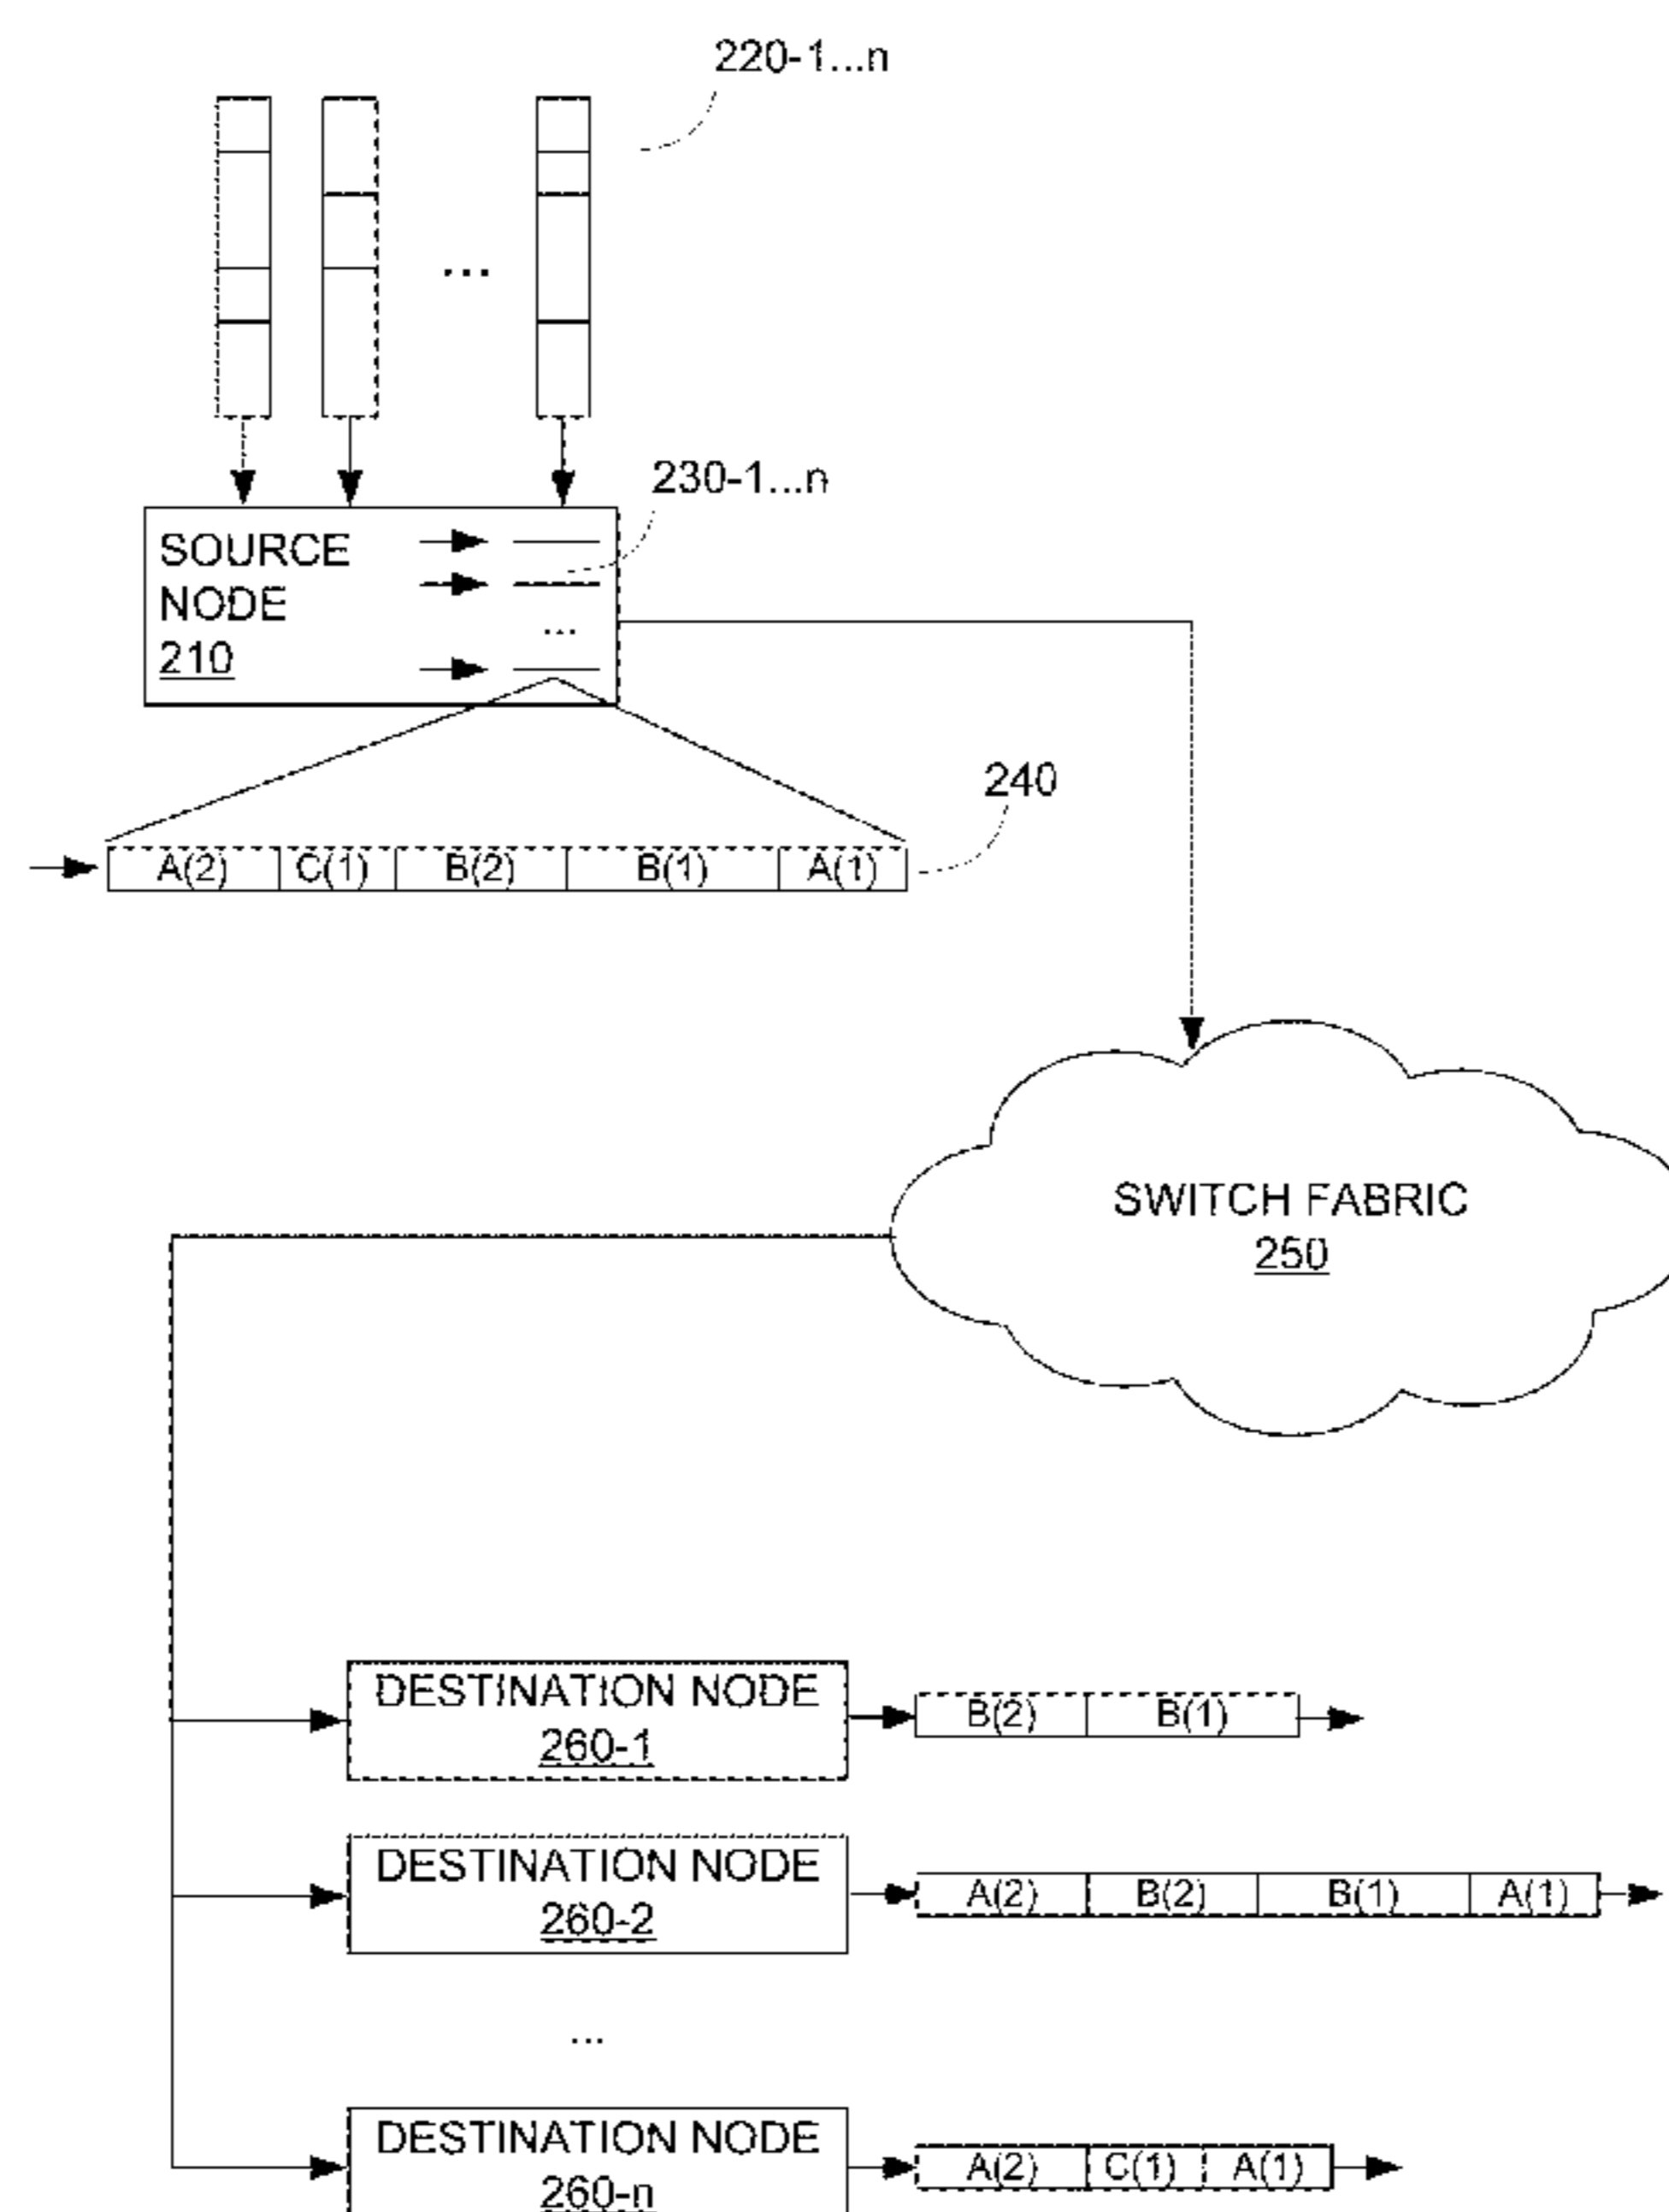 220-1...n
...
230-1...n
SOURCE
NODE
210
...
240
A(2) C(1) B(2) B(1) A(1)
SWITCH FABRIC
250
DESTINATION NODE
260-1
B(2) B(1)
DESTINATION NODE
260-2
A(2) B(2) B(1) A(1)
...
DESTINATION NODE
260-n
A(2) C(1) A(1)